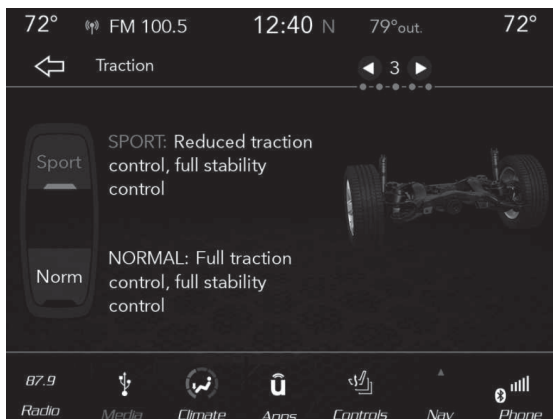 72° FM 100.5 12:40 N 79°out. 72°
Traction
3
Sport
SPORT: Reduced traction
control, full stability
control
Norm
NORMAL: Full traction
control, full stability
control
87.9
Radio Media Climate Apps Controls Nav Phone